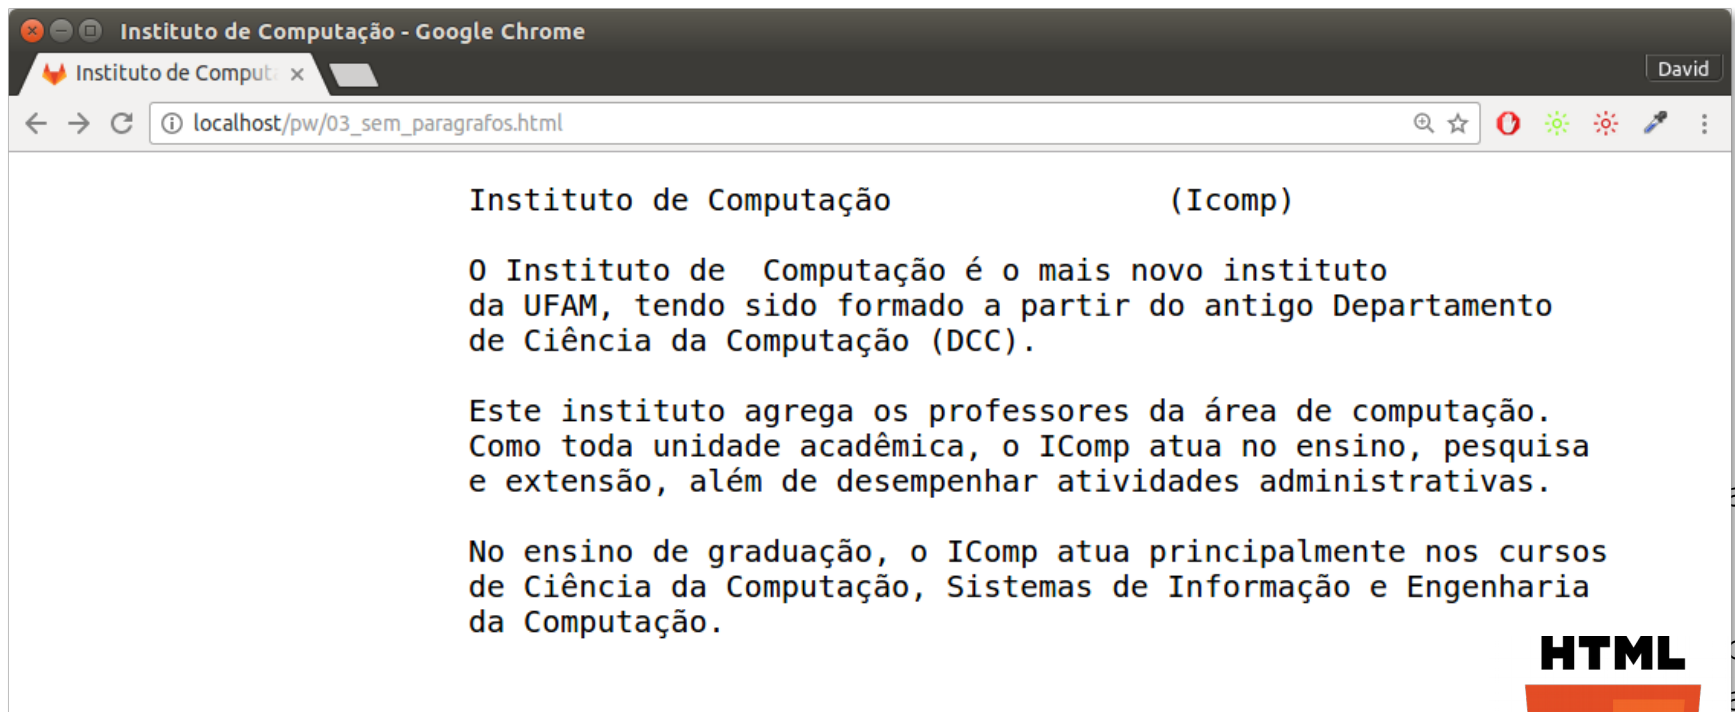 Instituto de Computação - Google Chrome
Instituto de Comput
David
localhost/pw/03_sem_paragrafos.html
Instituto de Computação (Icomp)
O Instituto de  Computação é o mais novo instituto
da UFAM, tendo sido formado a partir do antigo Departamento
de Ciência da Computação (DCC).
Este instituto agrega os professores da área de computação.
Como toda unidade acadêmica, o IComp atua no ensino, pesquisa
e extensão, além de desempenhar atividades administrativas.
No ensino de graduação, o IComp atua principalmente nos cursos
de Ciência da Computação, Sistemas de Informação e Engenharia
da Computação.
HTML